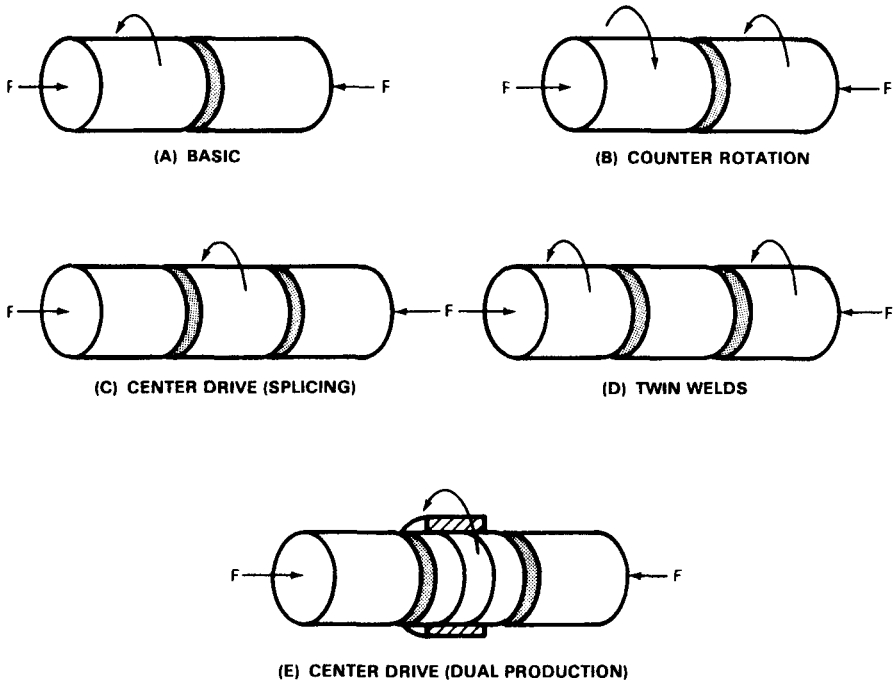 F F F F
(A) BASIC
(B) COUNTER ROTATION
F F F
(C) CENTER DRIVE (SPLICING)
(D) TWIN WELDS
F F
(E) CENTER DRIVE (DUAL PRODUCTION)